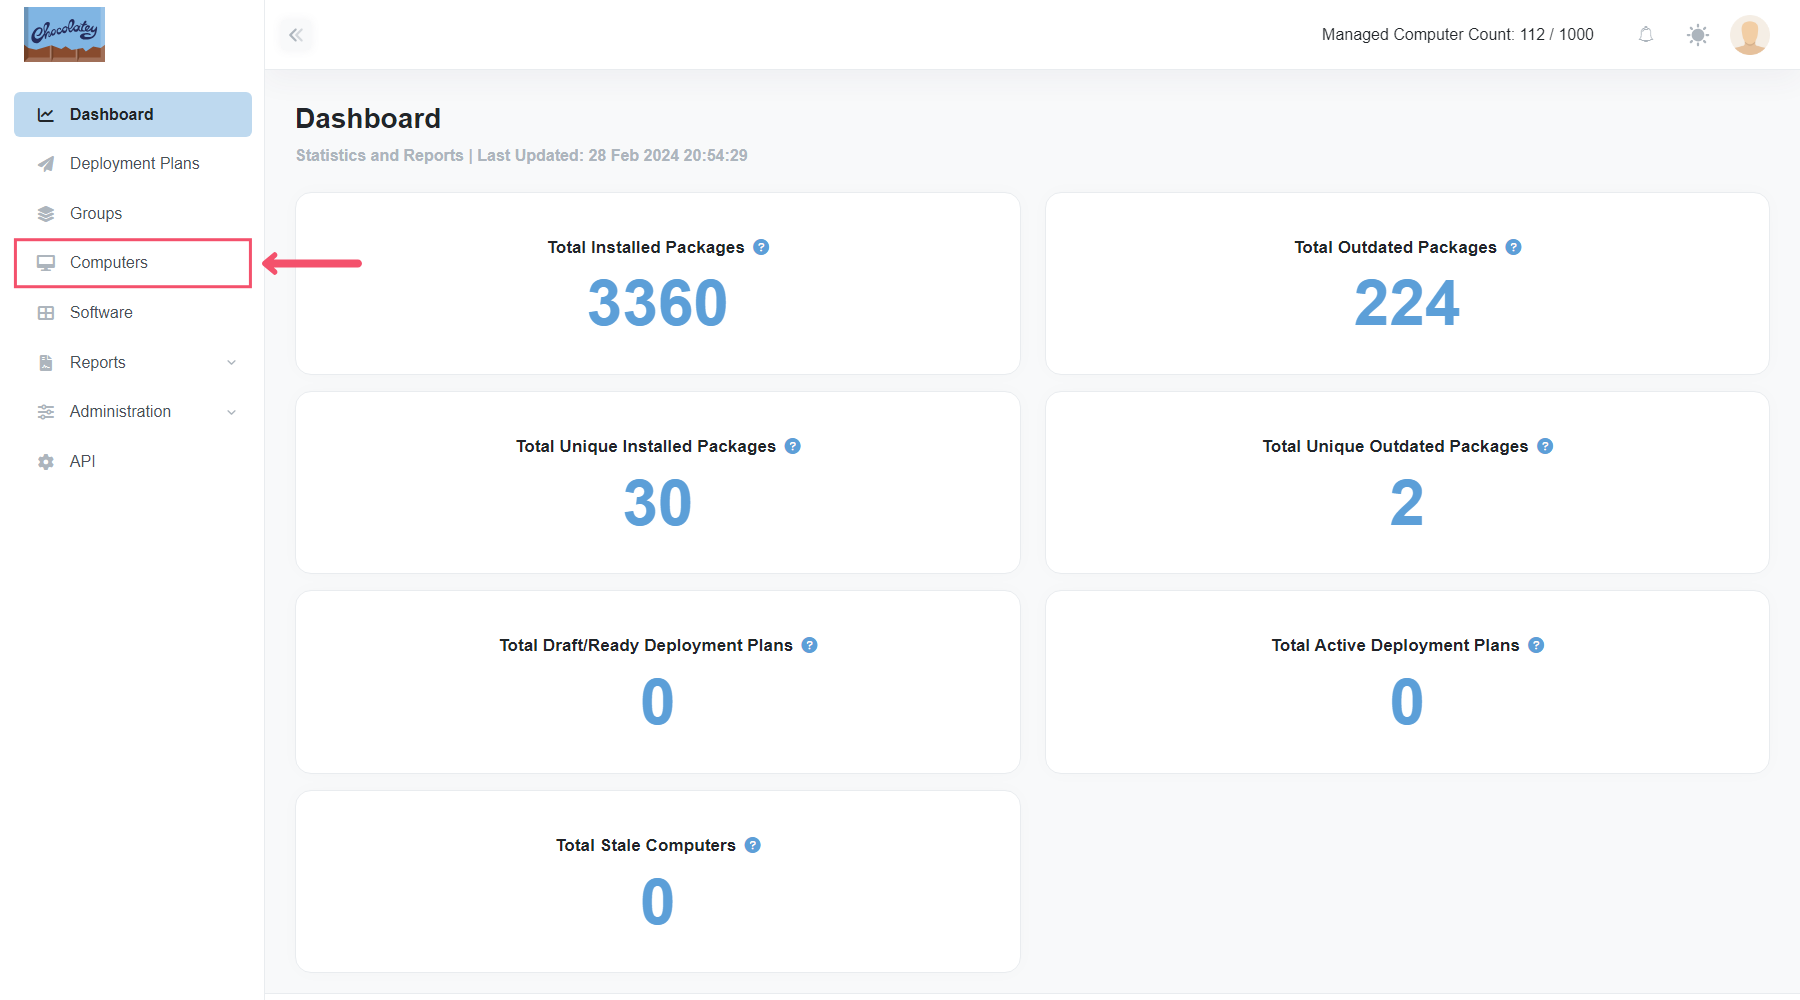 Chocolatey
Managed Computer Count: 112 / 1000
Dashboard
Deployment Plans
Groups
Computers
Software
Reports
Administration
API
Dashboard
Statistics and Reports | Last Updated: 28 Feb 2024 20:54:29
Total Installed Packages ?
3360
Total Outdated Packages ?
224
Total Unique Installed Packages ?
30
Total Unique Outdated Packages ?
2
Total Draft/Ready Deployment Plans ?
0
Total Active Deployment Plans ?
0
Total Stale Computers ?
0